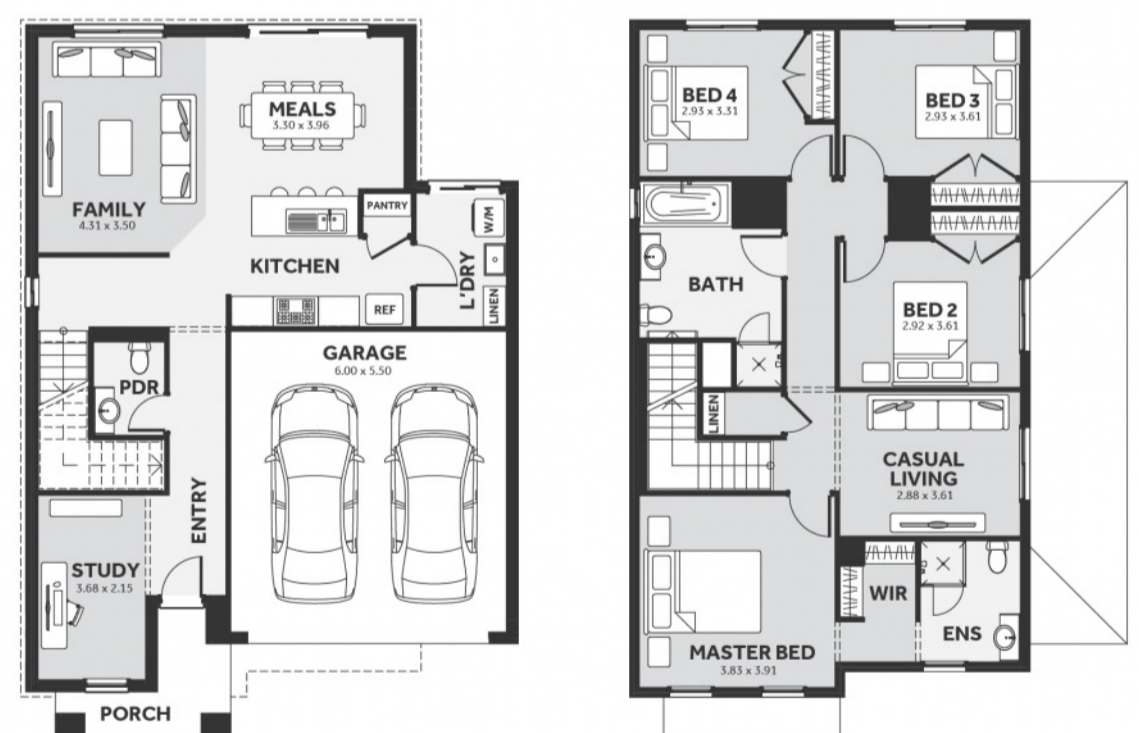 MEALS
3.30 x 3.96
FAMILY
4.31 x 3.50
PANTRY
W/M
KITCHEN
L'DRY
LINEN
REF
GARAGE
6.00 x 5.50
PDR
ENTRY
STUDY
3.68 x 2.15
PORCH
BED 4
2.93 x 3.31
BED 3
2.93 x 3.61
BATH
BED 2
2.92 x 3.61
LINEN
CASUAL
LIVING
2.88 x 3.61
WIR
ENS
MASTER BED
3.83 x 3.91